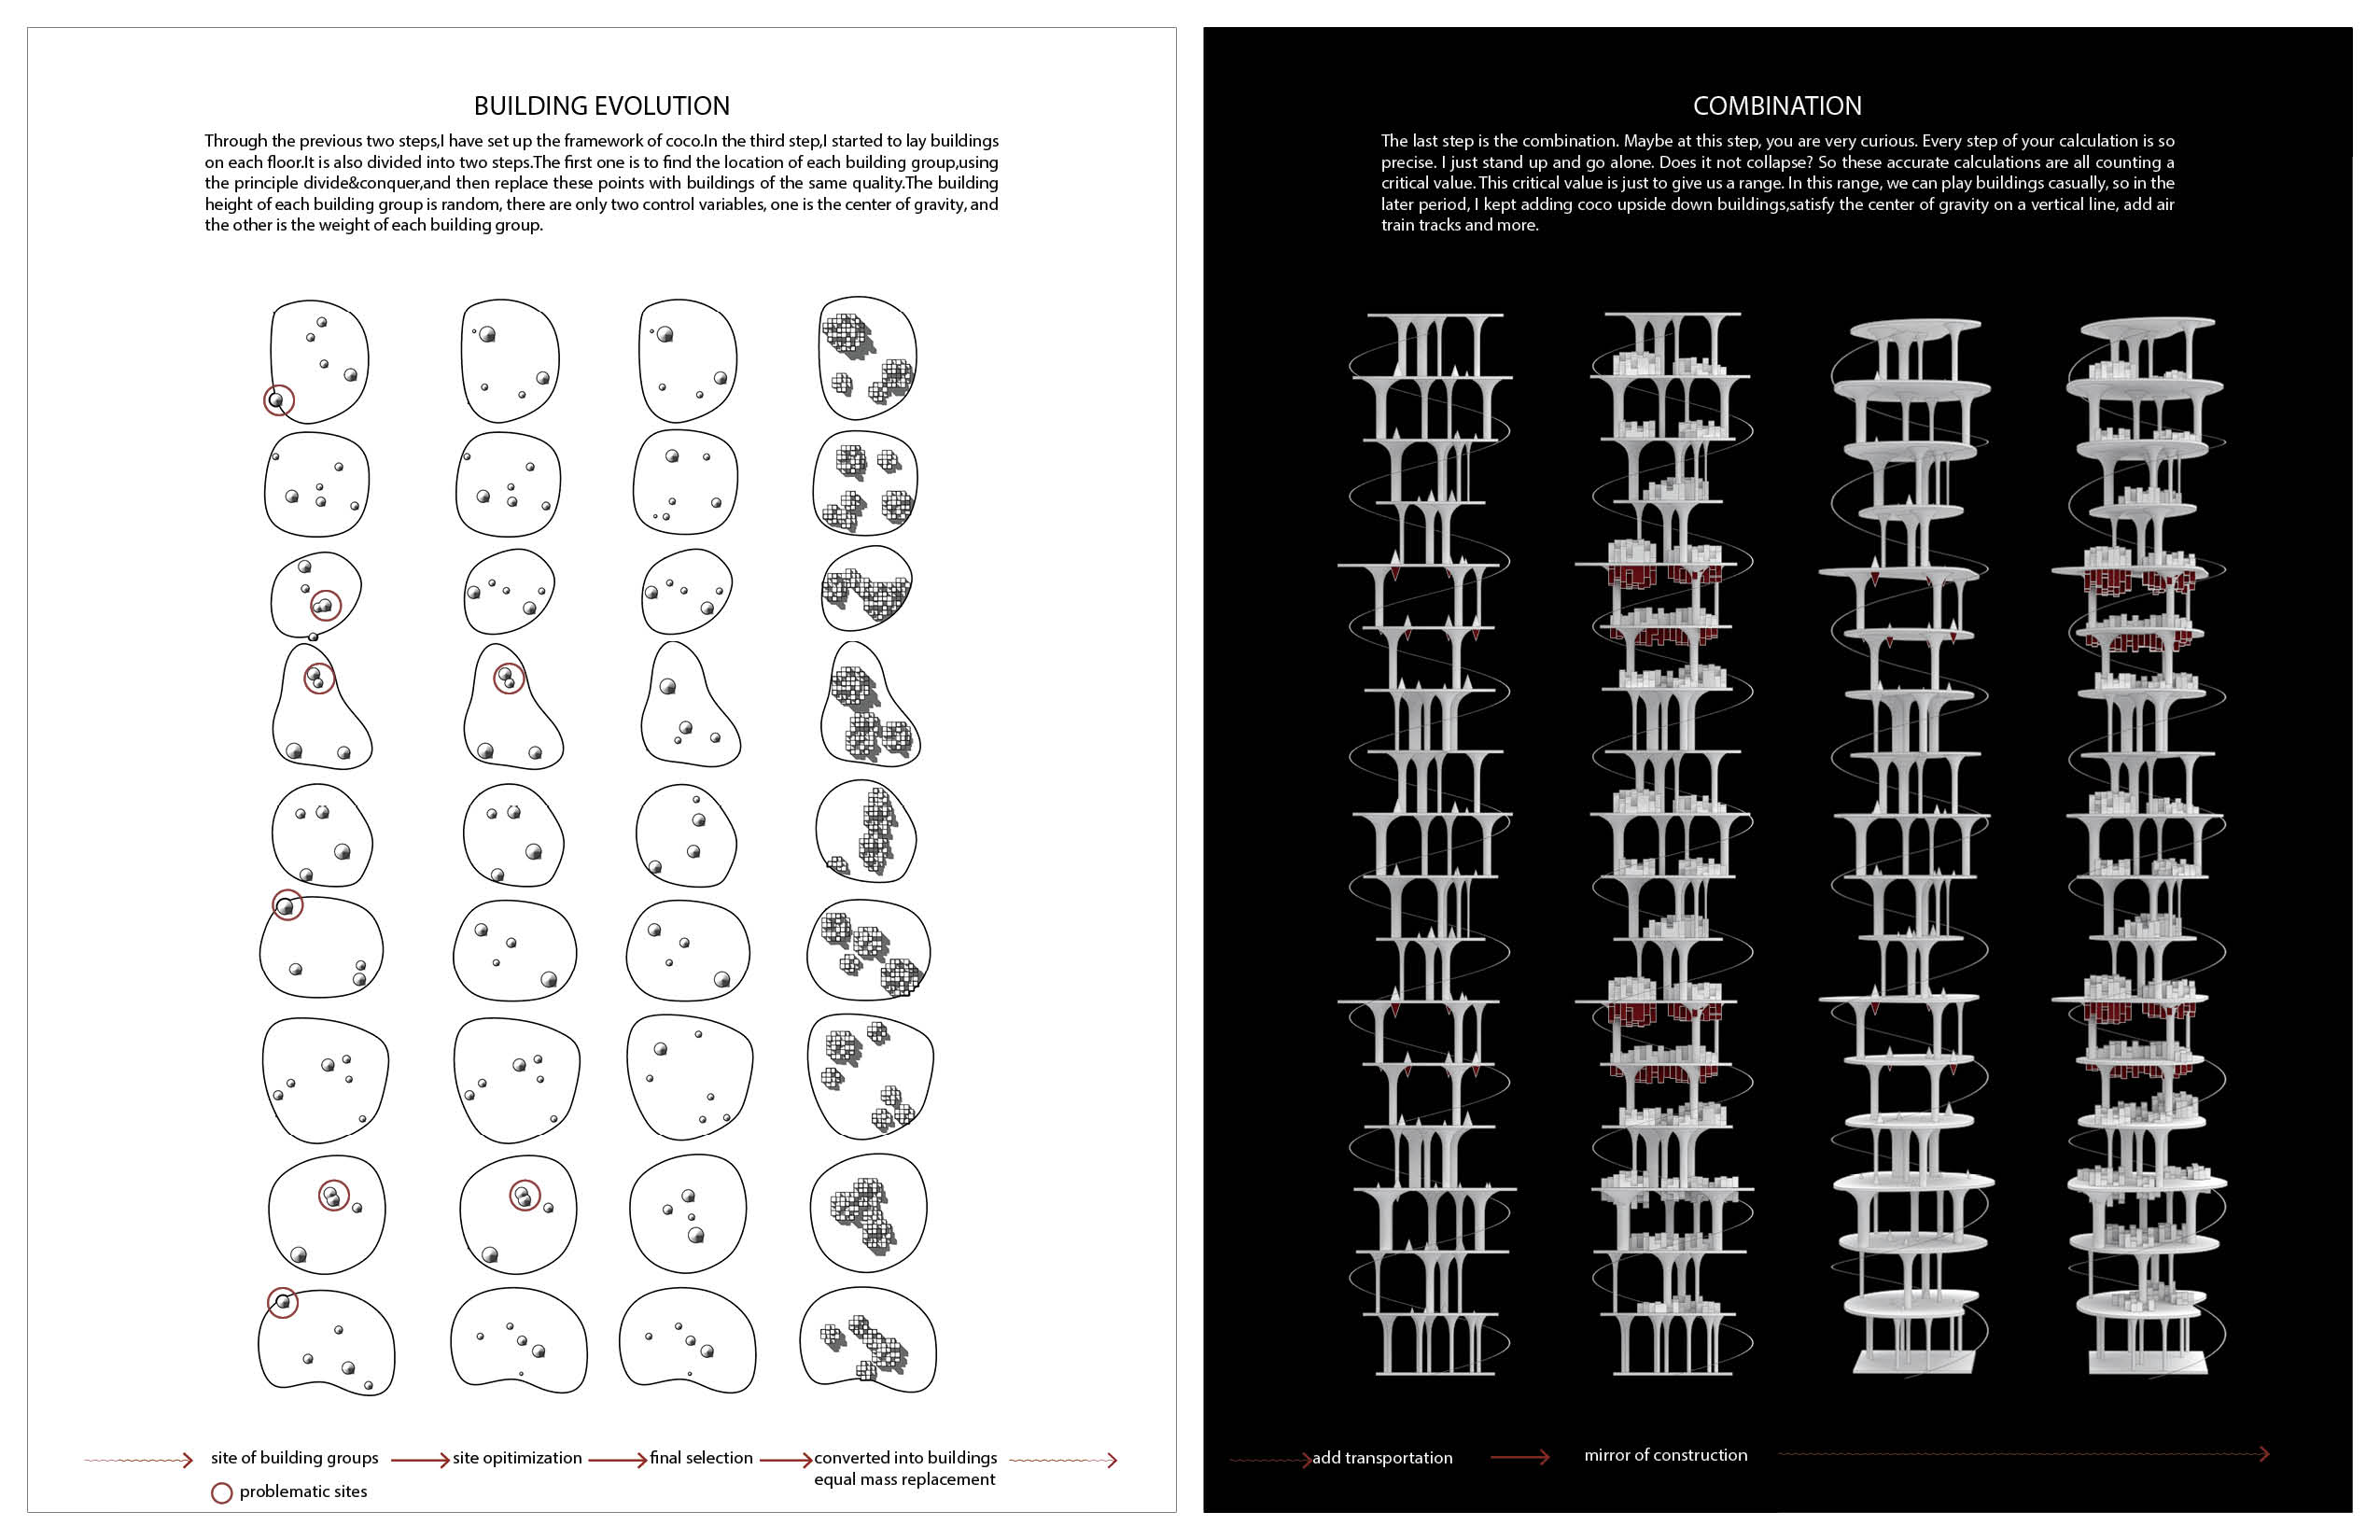 BUILDING EVOLUTION
Through the previous two steps,I have set up the framework of coco.In the third step,I started to lay buildings
on each floor.It is also divided into two steps.The first one is to find the location of each building group,using
the principle divide&conquer,and then replace these points with buildings of the same quality.The building
height of each building group is random, there are only two control variables, one is the center of gravity, and
the other is the weight of each building group.
site of building groups
site opitimization
final selection
converted into buildings
equal mass replacement
problematic sites
COMBINATION
The last step is the combination. Maybe at this step, you are very curious. Every step of your calculation is so
precise. I just stand up and go alone. Does it not collapse? So these accurate calculations are all counting a
critical value. This critical value is just to give us a range. In this range, we can play buildings casually, so in the
later period, I kept adding coco upside down buildings,satisfy the center of gravity on a vertical line, add air
train tracks and more.
add transportation
mirror of construction